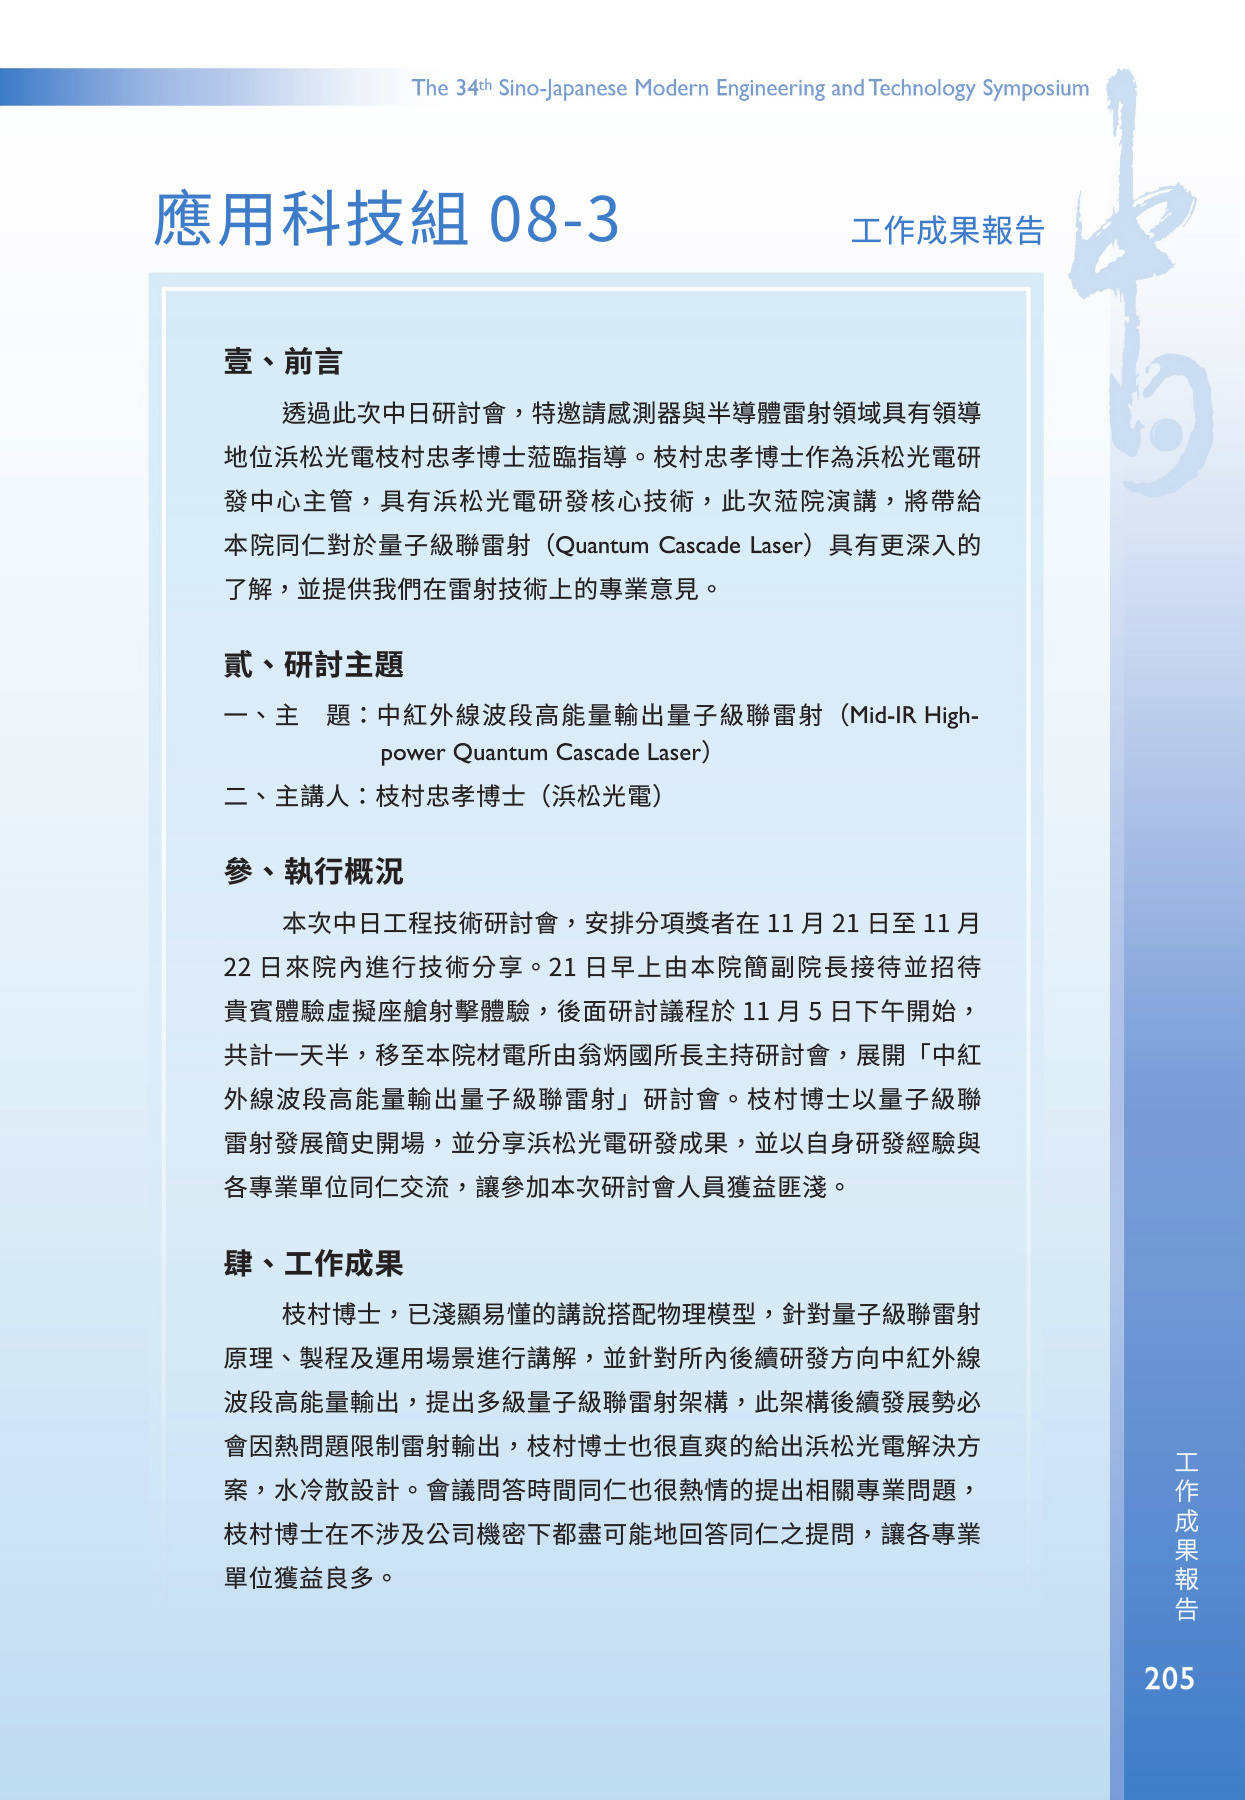 The 34th Sino-Japanese Modern Engineering and Technology Symposium
中日
應用科技組 08-3
工作成果報告
壹、前言
透過此次中日研討會，特邀請感測器與半導體雷射領域具有領導
地位浜松光電枝村忠孝博士蒞臨指導。枝村忠孝博士作為浜松光電研
發中心主管，具有浜松光電研發核心技術，此次蒞院演講，將帶給
本院同仁對於量子級聯雷射（Quantum Cascade Laser）具有更深入的
了解，並提供我們在雷射技術上的專業意見。
貳、研討主題
一、主　題：中紅外線波段高能量輸出量子級聯雷射（Mid-IR High-
power Quantum Cascade Laser）
二、主講人：枝村忠孝博士（浜松光電）
參、執行概況
本次中日工程技術研討會，安排分項獎者在 11 月 21 日至 11 月
22 日來院內進行技術分享。21 日早上由本院簡副院長接待並招待
貴賓體驗虛擬座艙射擊體驗，後面研討議程於 11 月 5 日下午開始，
共計一天半，移至本院材電所由翁炳國所長主持研討會，展開「中紅
外線波段高能量輸出量子級聯雷射」研討會。枝村博士以量子級聯
雷射發展簡史開場，並分享浜松光電研發成果，並以自身研發經驗與
各專業單位同仁交流，讓參加本次研討會人員獲益匪淺。
肆、工作成果
枝村博士，已淺顯易懂的講說搭配物理模型，針對量子級聯雷射
原理、製程及運用場景進行講解，並針對所內後續研發方向中紅外線
波段高能量輸出，提出多級量子級聯雷射架構，此架構後續發展勢必
會因熱問題限制雷射輸出，枝村博士也很直爽的給出浜松光電解決方
案，水冷散設計。會議問答時間同仁也很熱情的提出相關專業問題，
枝村博士在不涉及公司機密下都盡可能地回答同仁之提問，讓各專業
單位獲益良多。
工作成果報告
205